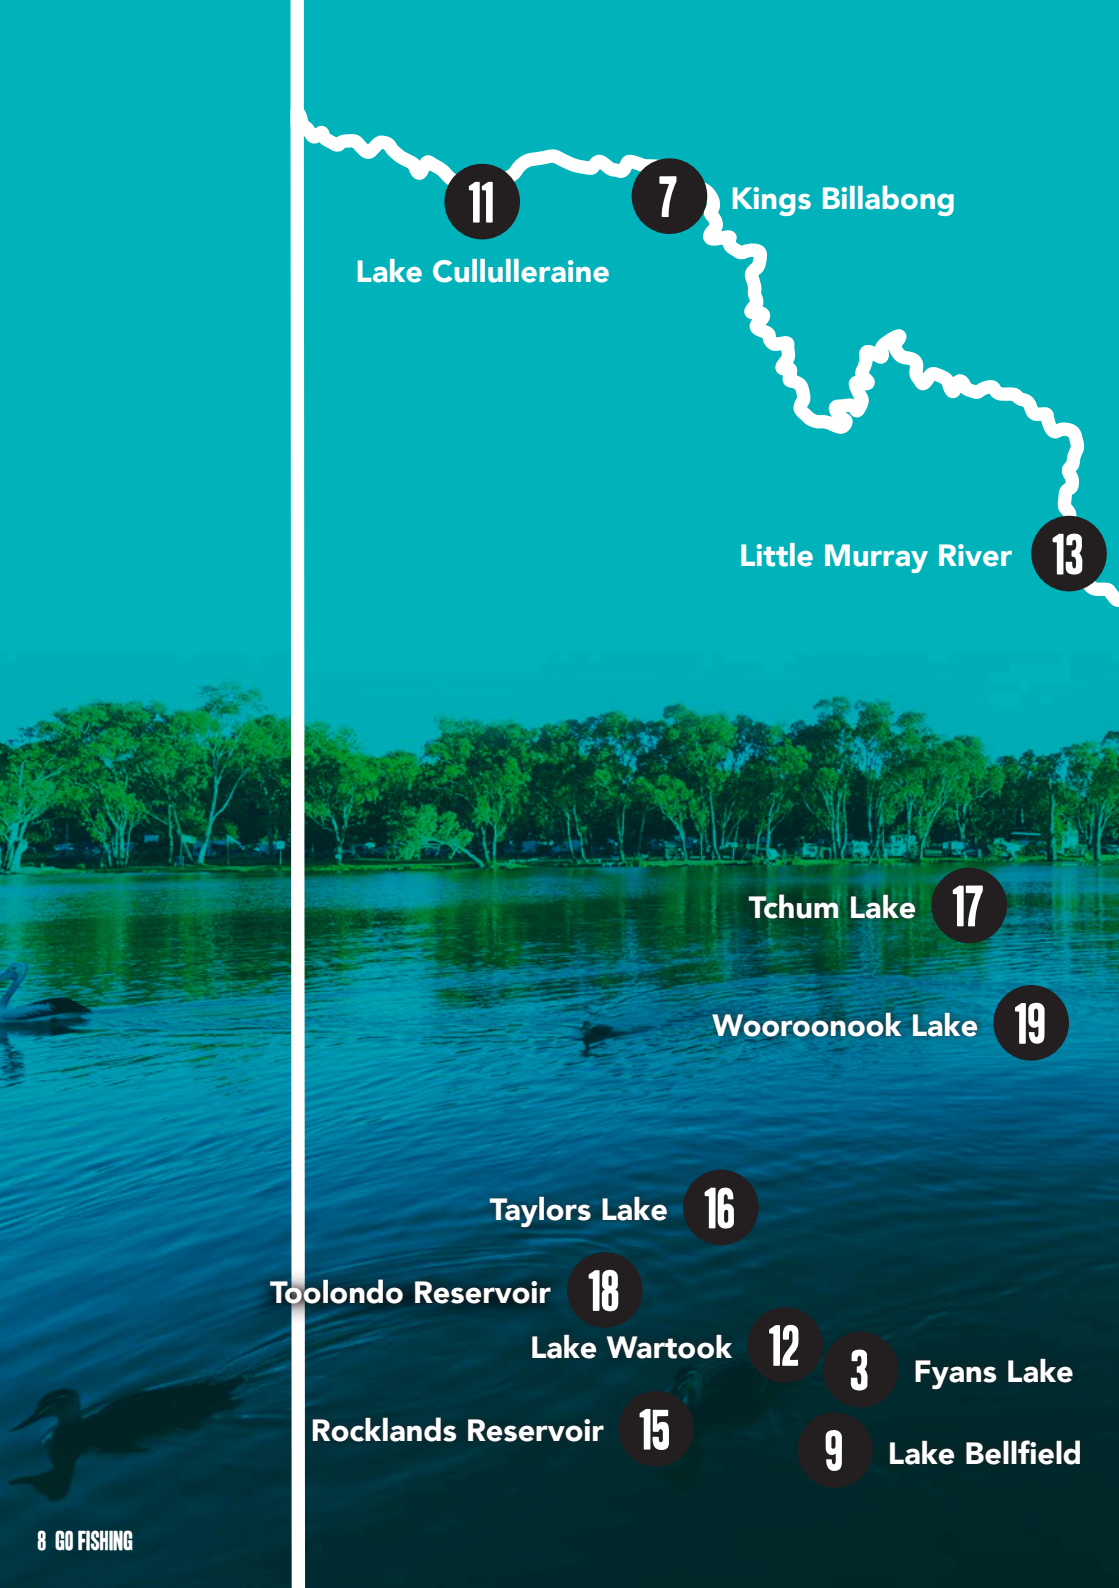 11
7
Kings Billabong
Lake Cullulleraine
Little Murray River
13
Tchum Lake
17
Wooroonook Lake
19
Taylors Lake
16
Toolondo Reservoir
18
Lake Wartook
12
3
Fyans Lake
Rocklands Reservoir
15
9
Lake Bellfield
8 GO FISHING